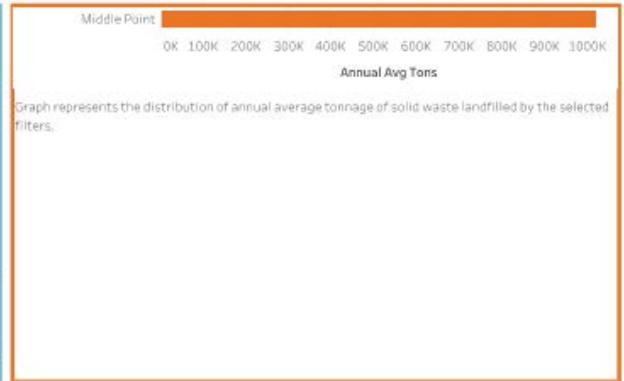 Middle Point
0K 100K 200K 300K 400K 500K 600K 700K 800K 900K 1000K
Annual Avg Tons
Graph represents the distribution of annual average tonnage of solid waste landfilled by the selected
filters.